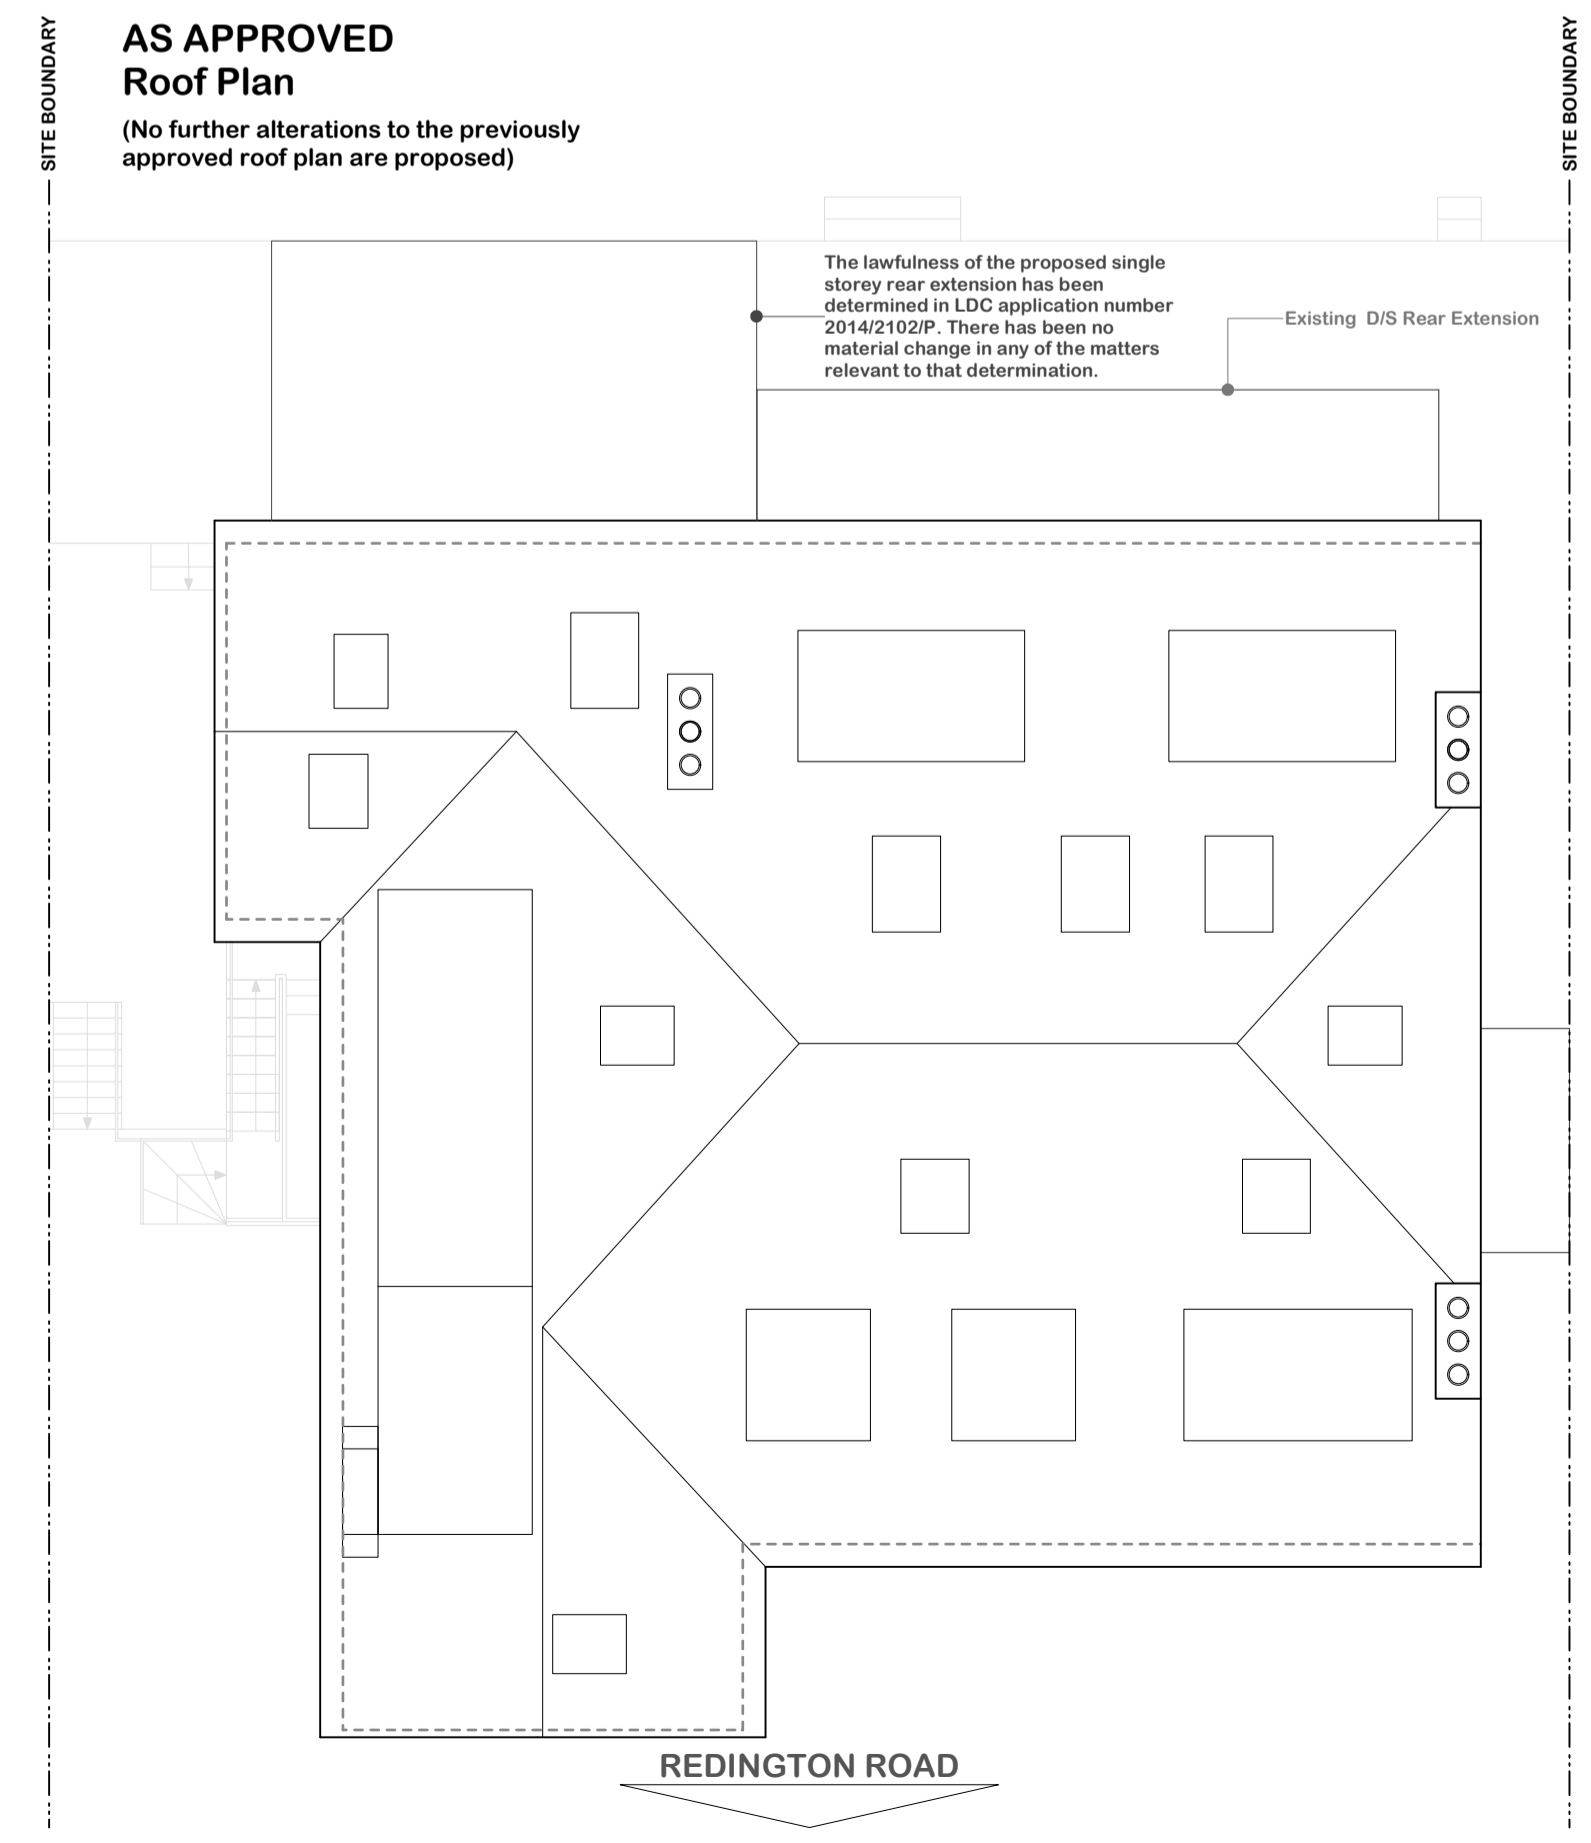 SITE BOUNDARY
AS APPROVED
Roof Plan
(No further alterations to the previously
approved roof plan are proposed)
SITE BOUNDARY
The lawfulness of the proposed single
storey rear extension has been
determined in LDC application number
2014/2102/P. There has been no
material change in any of the matters
relevant to that determination.
Existing D/S Rear Extension
REDINGTON ROAD